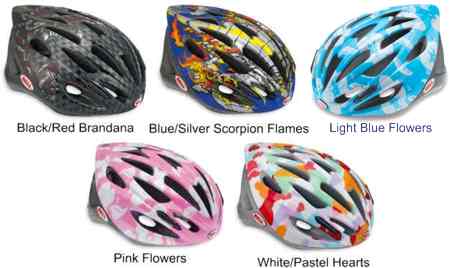 Black/Red Brandana
Blue/Silver Scorpion Flames
Light Blue Flowers
Pink Flowers
White/Pastel Hearts